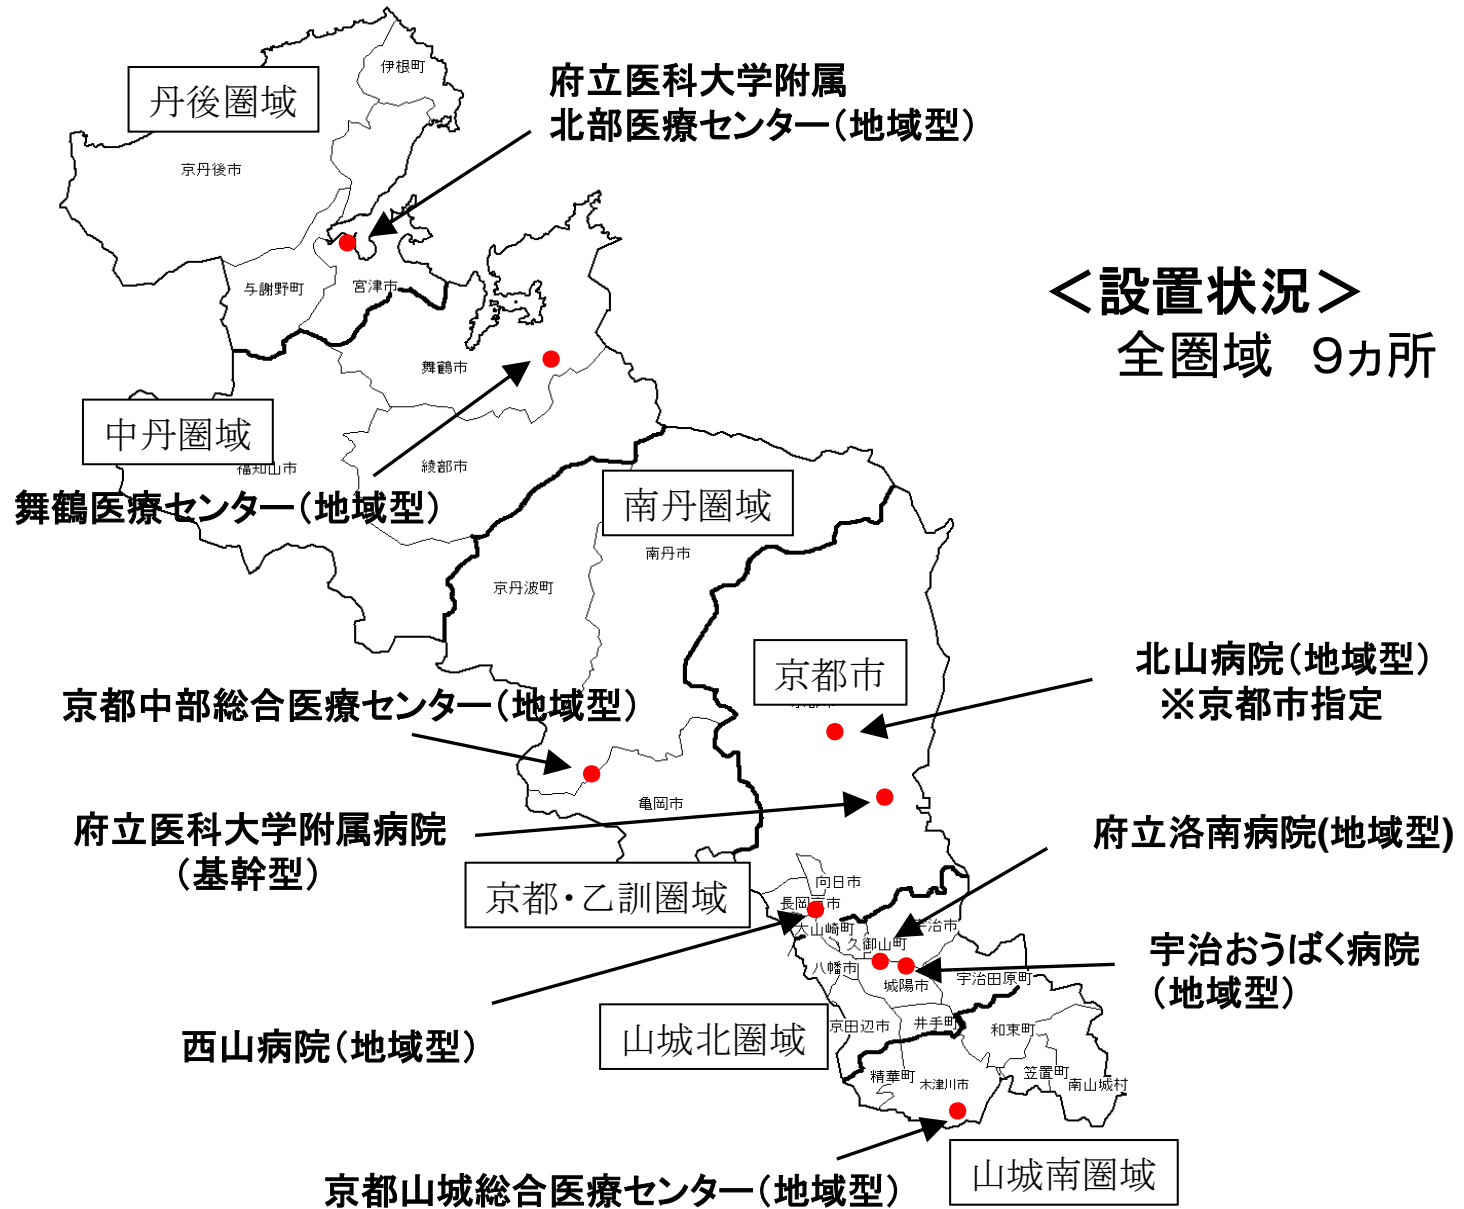 伊根町
丹後圏域
府立医科大学附属
北部医療センター(地域型)
京丹後市
与謝野町
宮津市
<設置状況>
全圏域 9ヵ所
舞鶴市
中丹圏域
福知山市
綾部市
舞鶴医療センター(地域型)
南丹圏域
南丹市
京丹波町
北山病院(地域型)
※京都市指定
京都市
京都中部総合医療センター(地域型)
亀岡市
府立医科大学附属病院
(基幹型)
府立洛南病院(地域型)
京都・乙訓圏域
向日市
長岡京市
大山崎町
宇治市
久御山町
宇治おうばく病院
(地域型)
八幡市
城陽市
宇治田原町
西山病院(地域型)
山城北圏域
京田辺市
井手町
和束町
精華町
木津川市
笠置町
南山城村
京都山城総合医療センター(地域型)
山城南圏域